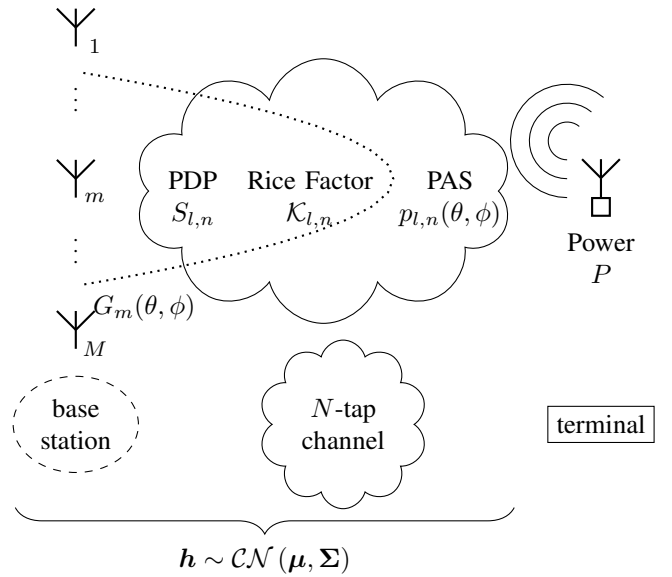 1
⋮
m
⋮
M
PDP Rice Factor PAS
S_{l,n} 𝒦_{l,n} p_{l,n}(θ, ϕ)
Power
P
G_m(θ, ϕ)
base
station
N-tap
channel
terminal
h ∼ 𝒞𝒩 (μ, Σ)